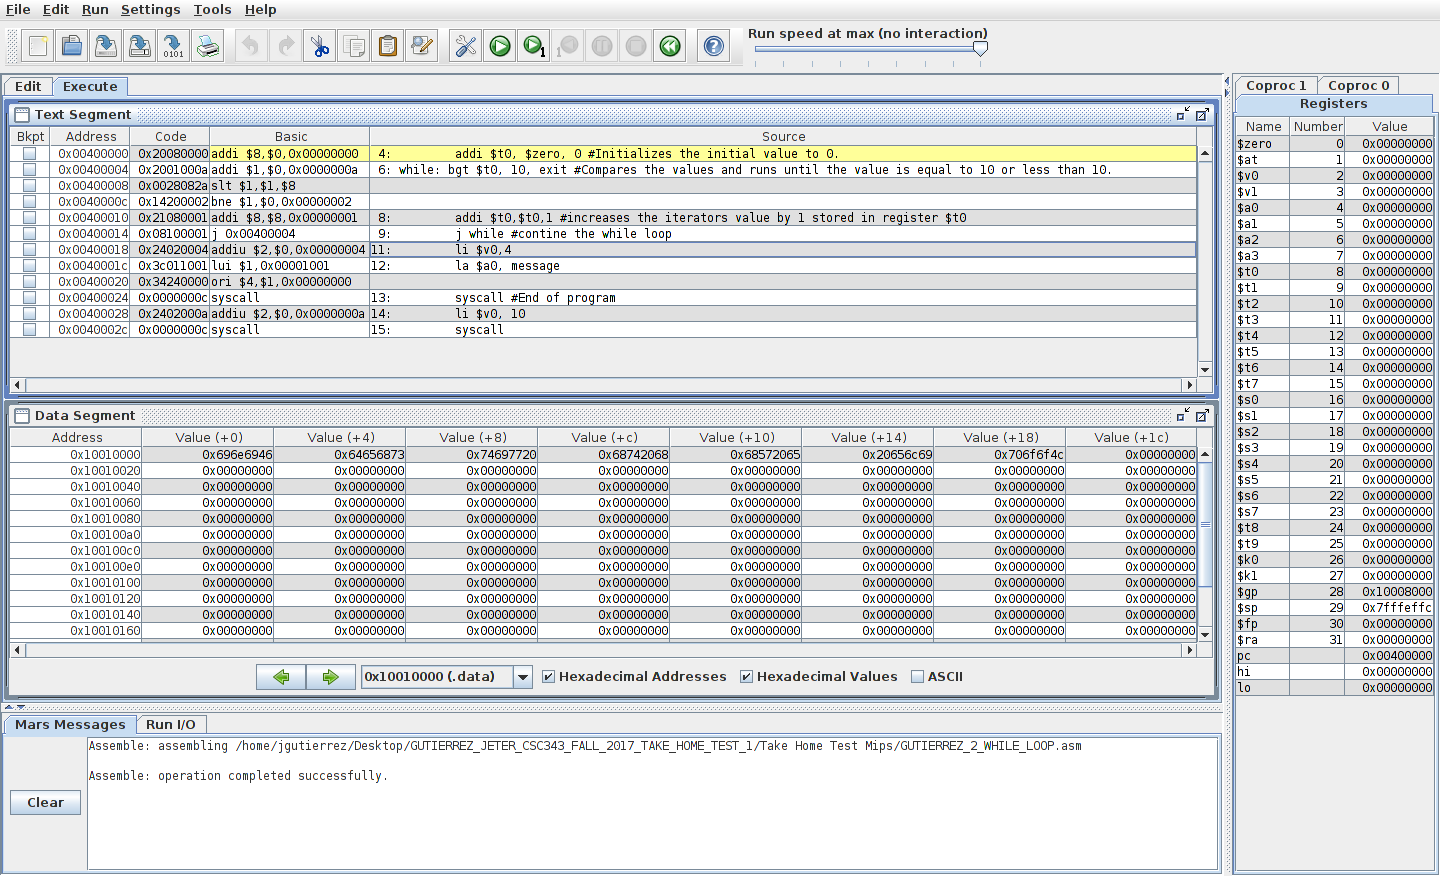 File Edit Run Settings Tools Help
Run speed at max (no interaction)
0101
1
1
Edit Execute
Text Segment
Bkpt Address Code Basic Source
0x00400000 0x20080000 addi $8,$0,0x00000000 4: addi $t0, $zero, 0 #Initializes the initial value to 0.
0x00400004 0x2001000a addi $1,$0,0x0000000a 6: while: bgt $t0, 10, exit #Compares the values and runs until the value is equal to 10 or less than 10.
0x00400008 0x0028082a slt $1,$1,$8
0x0040000c 0x14200002 bne $1,$0,0x00000002
0x00400010 0x21080001 addi $8,$8,0x00000001 8: addi $t0,$t0,1 #increases the iterators value by 1 stored in register $t0
0x00400014 0x08100001 j 0x00400004 9: j while #contine the while loop
0x00400018 0x24020004 addiu $2,$0,0x00000004 11: li $v0,4
0x0040001c 0x3c011001 lui $1,0x00001001 12: la $a0, message
0x00400020 0x34240000 ori $4,$1,0x00000000
0x00400024 0x0000000c syscall 13: syscall #End of program
0x00400028 0x2402000a addiu $2,$0,0x0000000a 14: li $v0, 10
0x0040002c 0x0000000c syscall 15: syscall
Data Segment
Address Value (+0) Value (+4) Value (+8) Value (+c) Value (+10) Value (+14) Value (+18) Value (+1c)
0x10010000 0x696e6946 0x64656873 0x74697720 0x68742068 0x68572065 0x20656c69 0x706f6f4c 0x00000000
0x10010020 0x00000000 0x00000000 0x00000000 0x00000000 0x00000000 0x00000000 0x00000000 0x00000000
0x10010040 0x00000000 0x00000000 0x00000000 0x00000000 0x00000000 0x00000000 0x00000000 0x00000000
0x10010060 0x00000000 0x00000000 0x00000000 0x00000000 0x00000000 0x00000000 0x00000000 0x00000000
0x10010080 0x00000000 0x00000000 0x00000000 0x00000000 0x00000000 0x00000000 0x00000000 0x00000000
0x100100a0 0x00000000 0x00000000 0x00000000 0x00000000 0x00000000 0x00000000 0x00000000 0x00000000
0x100100c0 0x00000000 0x00000000 0x00000000 0x00000000 0x00000000 0x00000000 0x00000000 0x00000000
0x100100e0 0x00000000 0x00000000 0x00000000 0x00000000 0x00000000 0x00000000 0x00000000 0x00000000
0x10010100 0x00000000 0x00000000 0x00000000 0x00000000 0x00000000 0x00000000 0x00000000 0x00000000
0x10010120 0x00000000 0x00000000 0x00000000 0x00000000 0x00000000 0x00000000 0x00000000 0x00000000
0x10010140 0x00000000 0x00000000 0x00000000 0x00000000 0x00000000 0x00000000 0x00000000 0x00000000
0x10010160 0x00000000 0x00000000 0x00000000 0x00000000 0x00000000 0x00000000 0x00000000 0x00000000
0x10010000 (.data) Hexadecimal Addresses Hexadecimal Values ASCII
Mars Messages Run I/O
Assemble: assembling /home/jgutierrez/Desktop/GUTIERREZ_JETER_CSC343_FALL_2017_TAKE_HOME_TEST_1/Take Home Test Mips/GUTIERREZ_2_WHILE_LOOP.asm
Assemble: operation completed successfully.
Clear
Coproc 1 Coproc 0
Registers
Name Number Value
$zero 0 0x00000000
$at 1 0x00000000
$v0 2 0x00000000
$v1 3 0x00000000
$a0 4 0x00000000
$a1 5 0x00000000
$a2 6 0x00000000
$a3 7 0x00000000
$t0 8 0x00000000
$t1 9 0x00000000
$t2 10 0x00000000
$t3 11 0x00000000
$t4 12 0x00000000
$t5 13 0x00000000
$t6 14 0x00000000
$t7 15 0x00000000
$s0 16 0x00000000
$s1 17 0x00000000
$s2 18 0x00000000
$s3 19 0x00000000
$s4 20 0x00000000
$s5 21 0x00000000
$s6 22 0x00000000
$s7 23 0x00000000
$t8 24 0x00000000
$t9 25 0x00000000
$k0 26 0x00000000
$k1 27 0x00000000
$gp 28 0x10008000
$sp 29 0x7fffeffc
$fp 30 0x00000000
$ra 31 0x00000000
pc 0x00400000
hi 0x00000000
lo 0x00000000